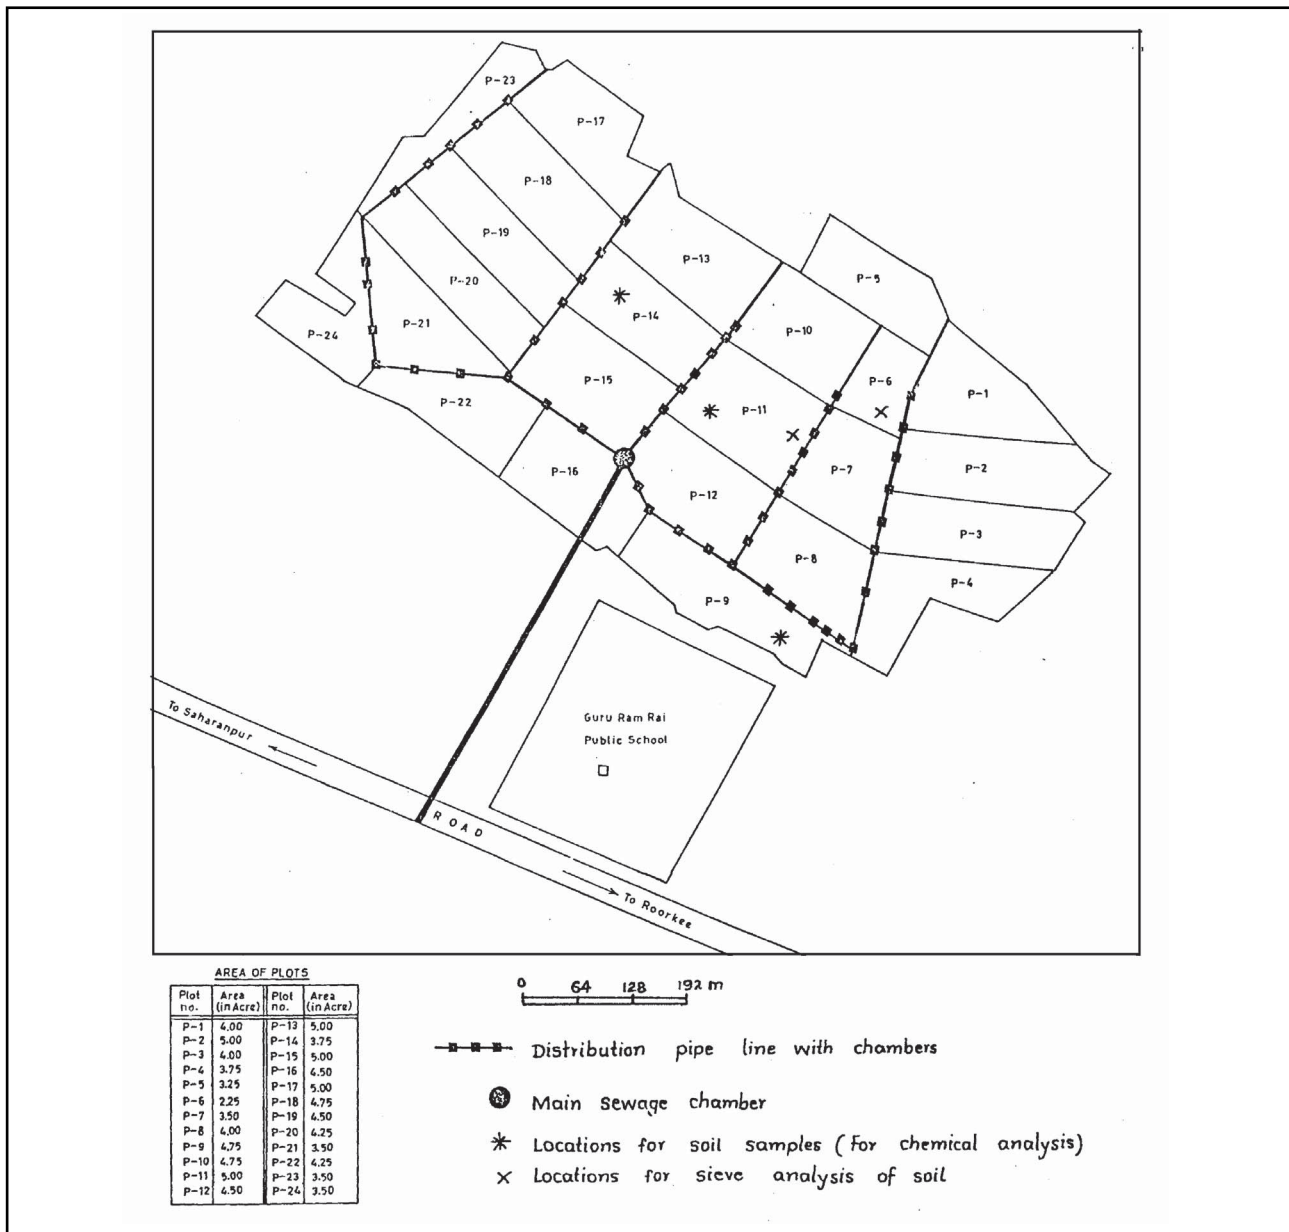 P-23
P-17
P-18
P-19
P-13
P-5
P-20
P-14
P-10
P-21
P-24
P-15
P-6
P-1
P-22
P-11
P-16
P-7
P-2
P-12
P-3
P-8
P-4
P-9
To Saharanpur
Guru Ram Rai
Public School
ROAD
To Roorkee
AREA OF PLOTS
Plot no. Area (in Acre) Plot no. Area (in Acre)
P-1 4.00 P-13 5.00
P-2 5.00 P-14 3.75
P-3 4.00 P-15 5.00
P-4 3.75 P-16 4.50
P-5 3.25 P-17 5.00
P-6 2.25 P-18 4.75
P-7 3.50 P-19 4.50
P-8 4.00 P-20 4.25
P-9 4.75 P-21 3.50
P-10 4.75 P-22 4.25
P-11 5.00 P-23 3.50
P-12 4.50 P-24 3.50
0 64 128 192 m
Distribution pipe line with chambers
Main Sewage chamber
Locations for soil samples (For chemical analysis)
Locations for sieve analysis of soil